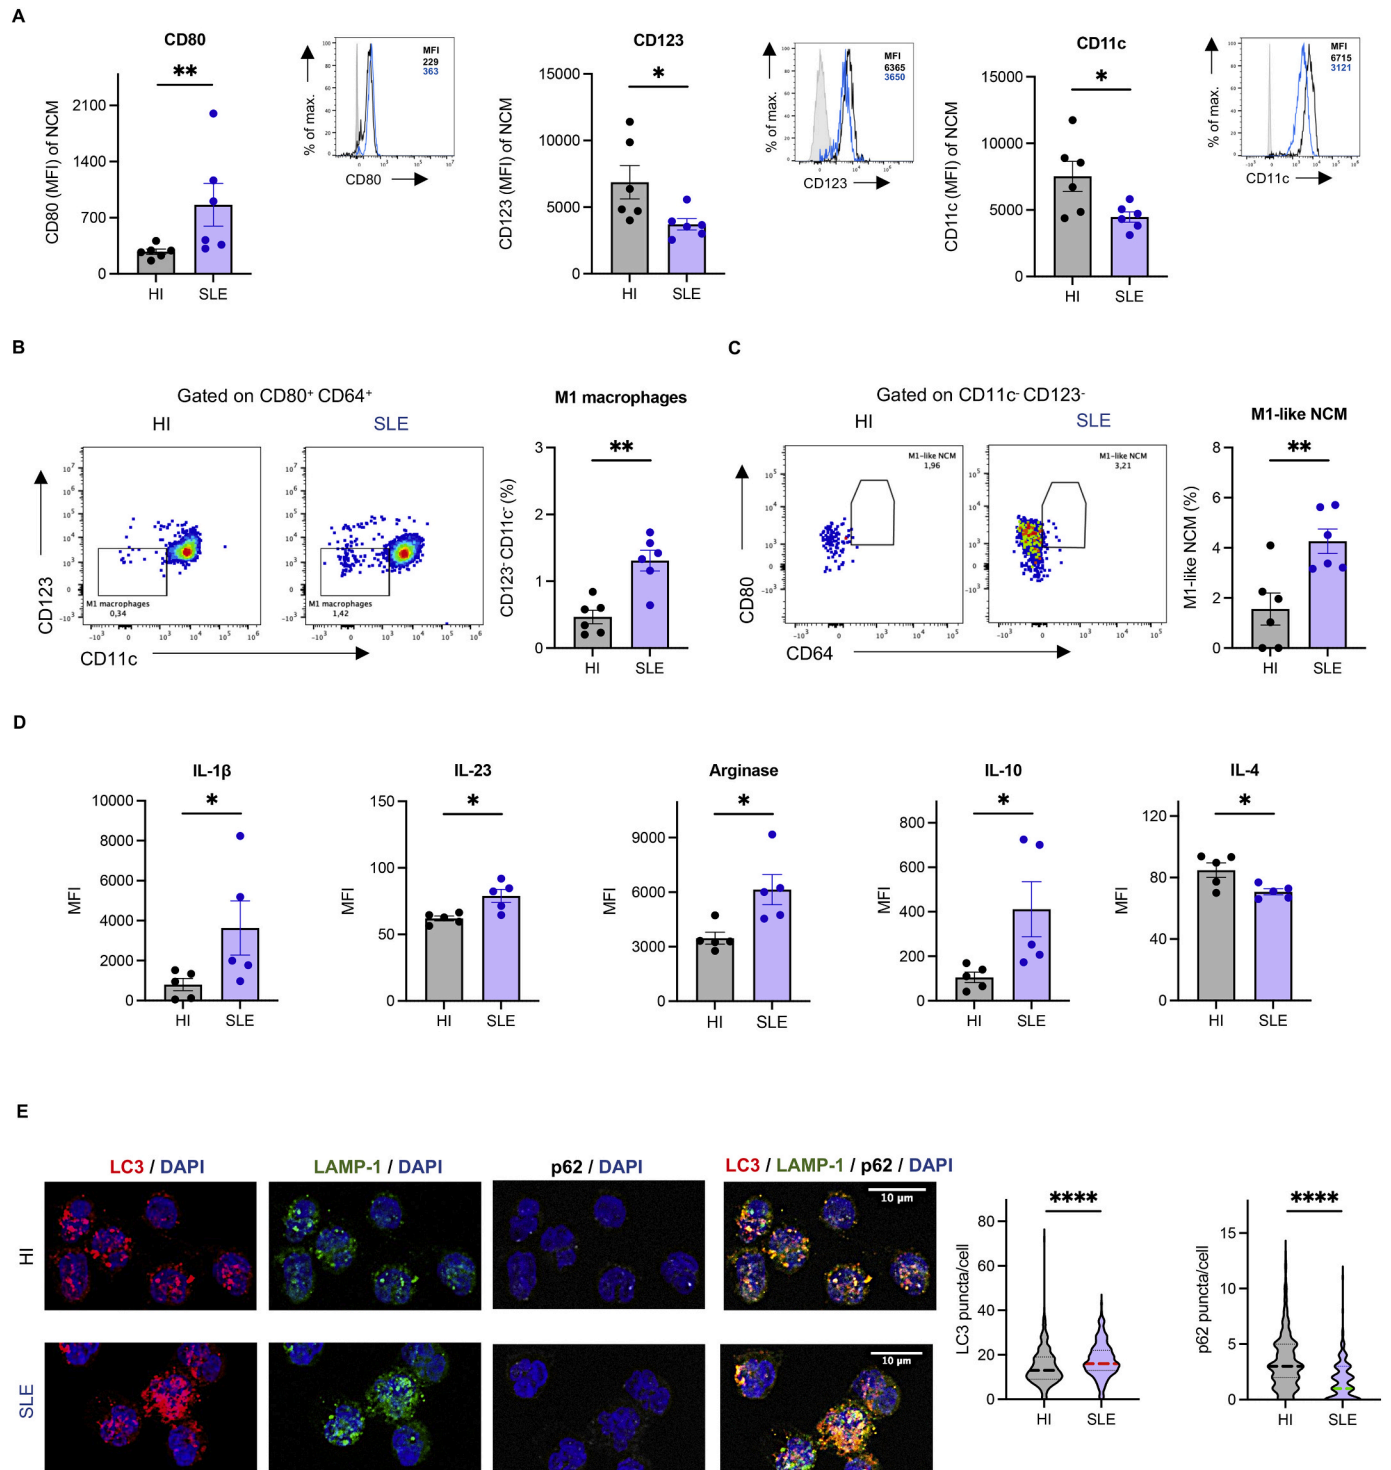 A
CD80
**
CD80 (MFI) of NCM
2100
1400
700
0
HI SLE
% of max.
MFI
229
363
CD80
CD123
*
CD123 (MFI) of NCM
15000
10000
5000
0
HI SLE
% of max.
MFI
6365
3650
CD123
CD11c
*
CD11c (MFI) of NCM
15000
10000
5000
0
HI SLE
% of max.
MFI
6715
3121
CD11c
B
Gated on CD80⁺ CD64⁺
HI SLE
CD123
M1 macrophages
0,34
M1 macrophages
1,42
CD11c
M1 macrophages
**
CD123⁻ CD11c⁻ (%)
3
2
1
0
HI SLE
C
Gated on CD11c⁻ CD123⁻
HI SLE
CD80
M1-like NCM
1,96
M1-like NCM
3,21
CD64
M1-like NCM
**
M1-like NCM (%)
8
6
4
2
0
HI SLE
D
IL-1β
*
MFI
10000
8000
6000
4000
2000
0
HI SLE
IL-23
*
MFI
150
100
50
0
HI SLE
Arginase
*
MFI
9000
6000
3000
0
HI SLE
IL-10
*
MFI
800
600
400
200
0
HI SLE
IL-4
*
MFI
120
80
40
0
HI SLE
E
LC3 / DAPI
LAMP-1 / DAPI
p62 / DAPI
LC3 / LAMP-1 / p62 / DAPI
HI
10 µm
SLE
10 µm
****
LC3 puncta/cell
80
60
40
20
0
HI SLE
****
p62 puncta/cell
15
10
5
0
HI SLE